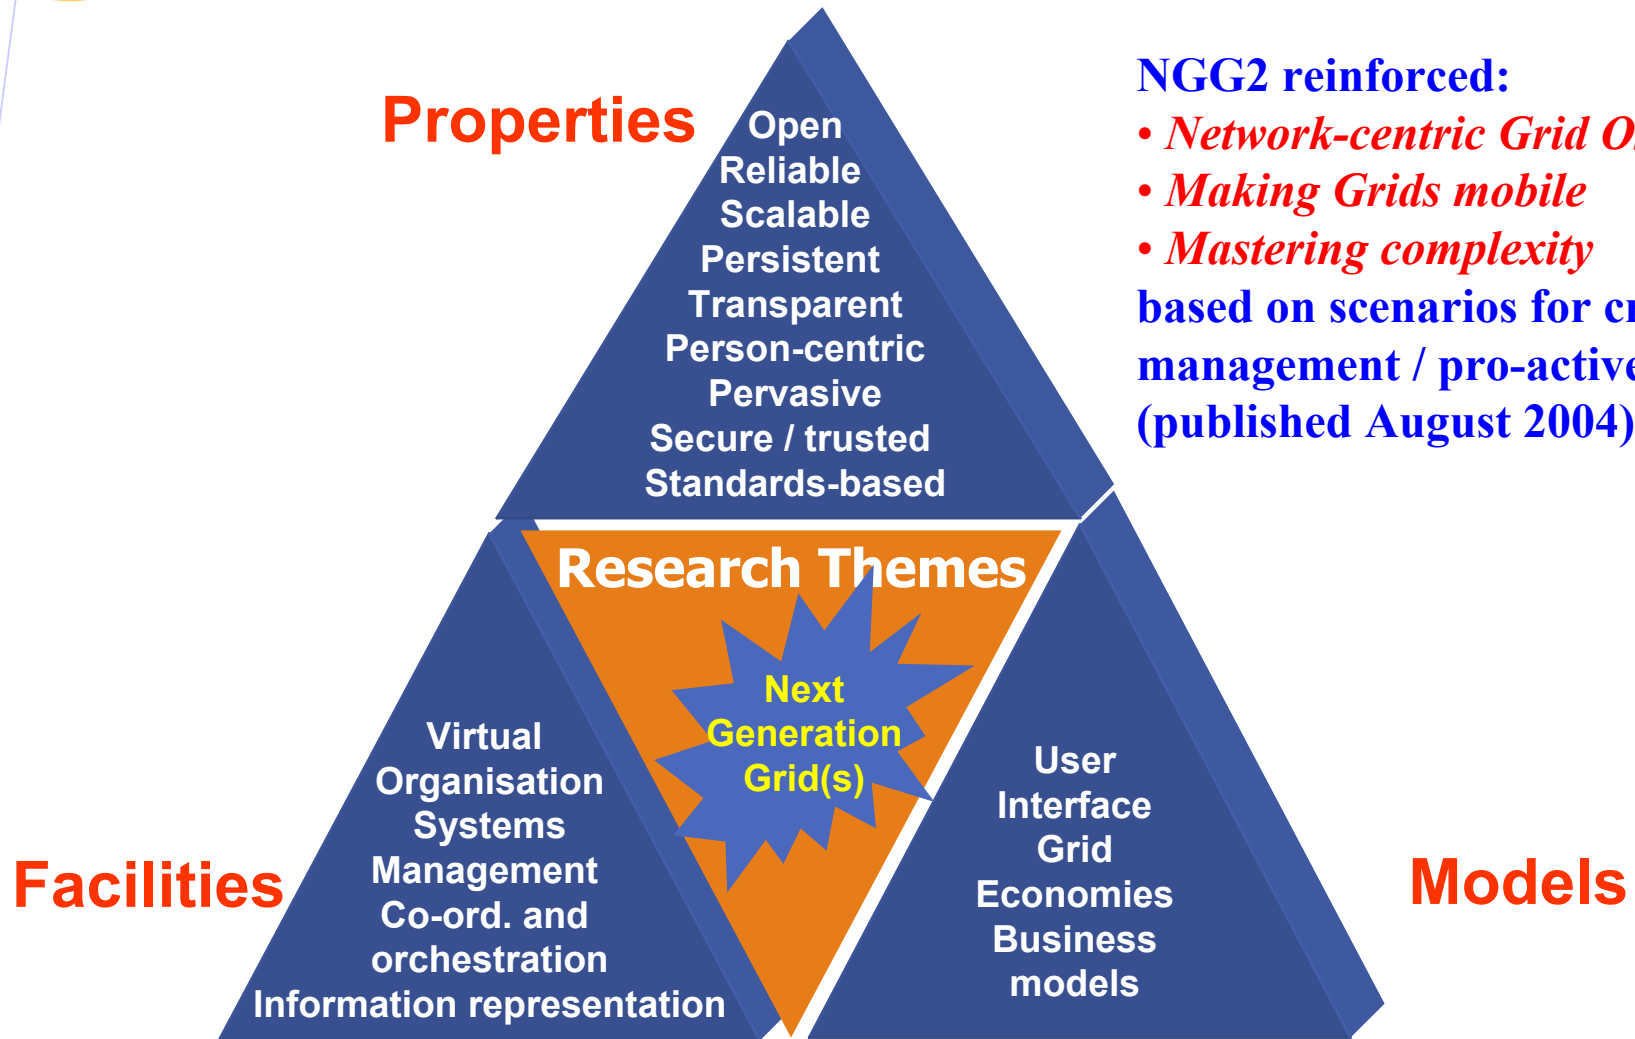 Properties
Open
Reliable
Scalable
Persistent
Transparent
Person-centric
Pervasive
Secure / trusted
Standards-based
NGG2 reinforced:
• Network-centric Grid
• Making Grids mobile
• Mastering complexity
based on scenarios for
management / pro-active
(published August 2004)
Research Themes
Next
Generation
Grid(s)
Facilities
Virtual
Organisation
Systems
Management
Co-ord. and
orchestration
Information representation
User
Interface
Grid
Economies
Business
models
Models